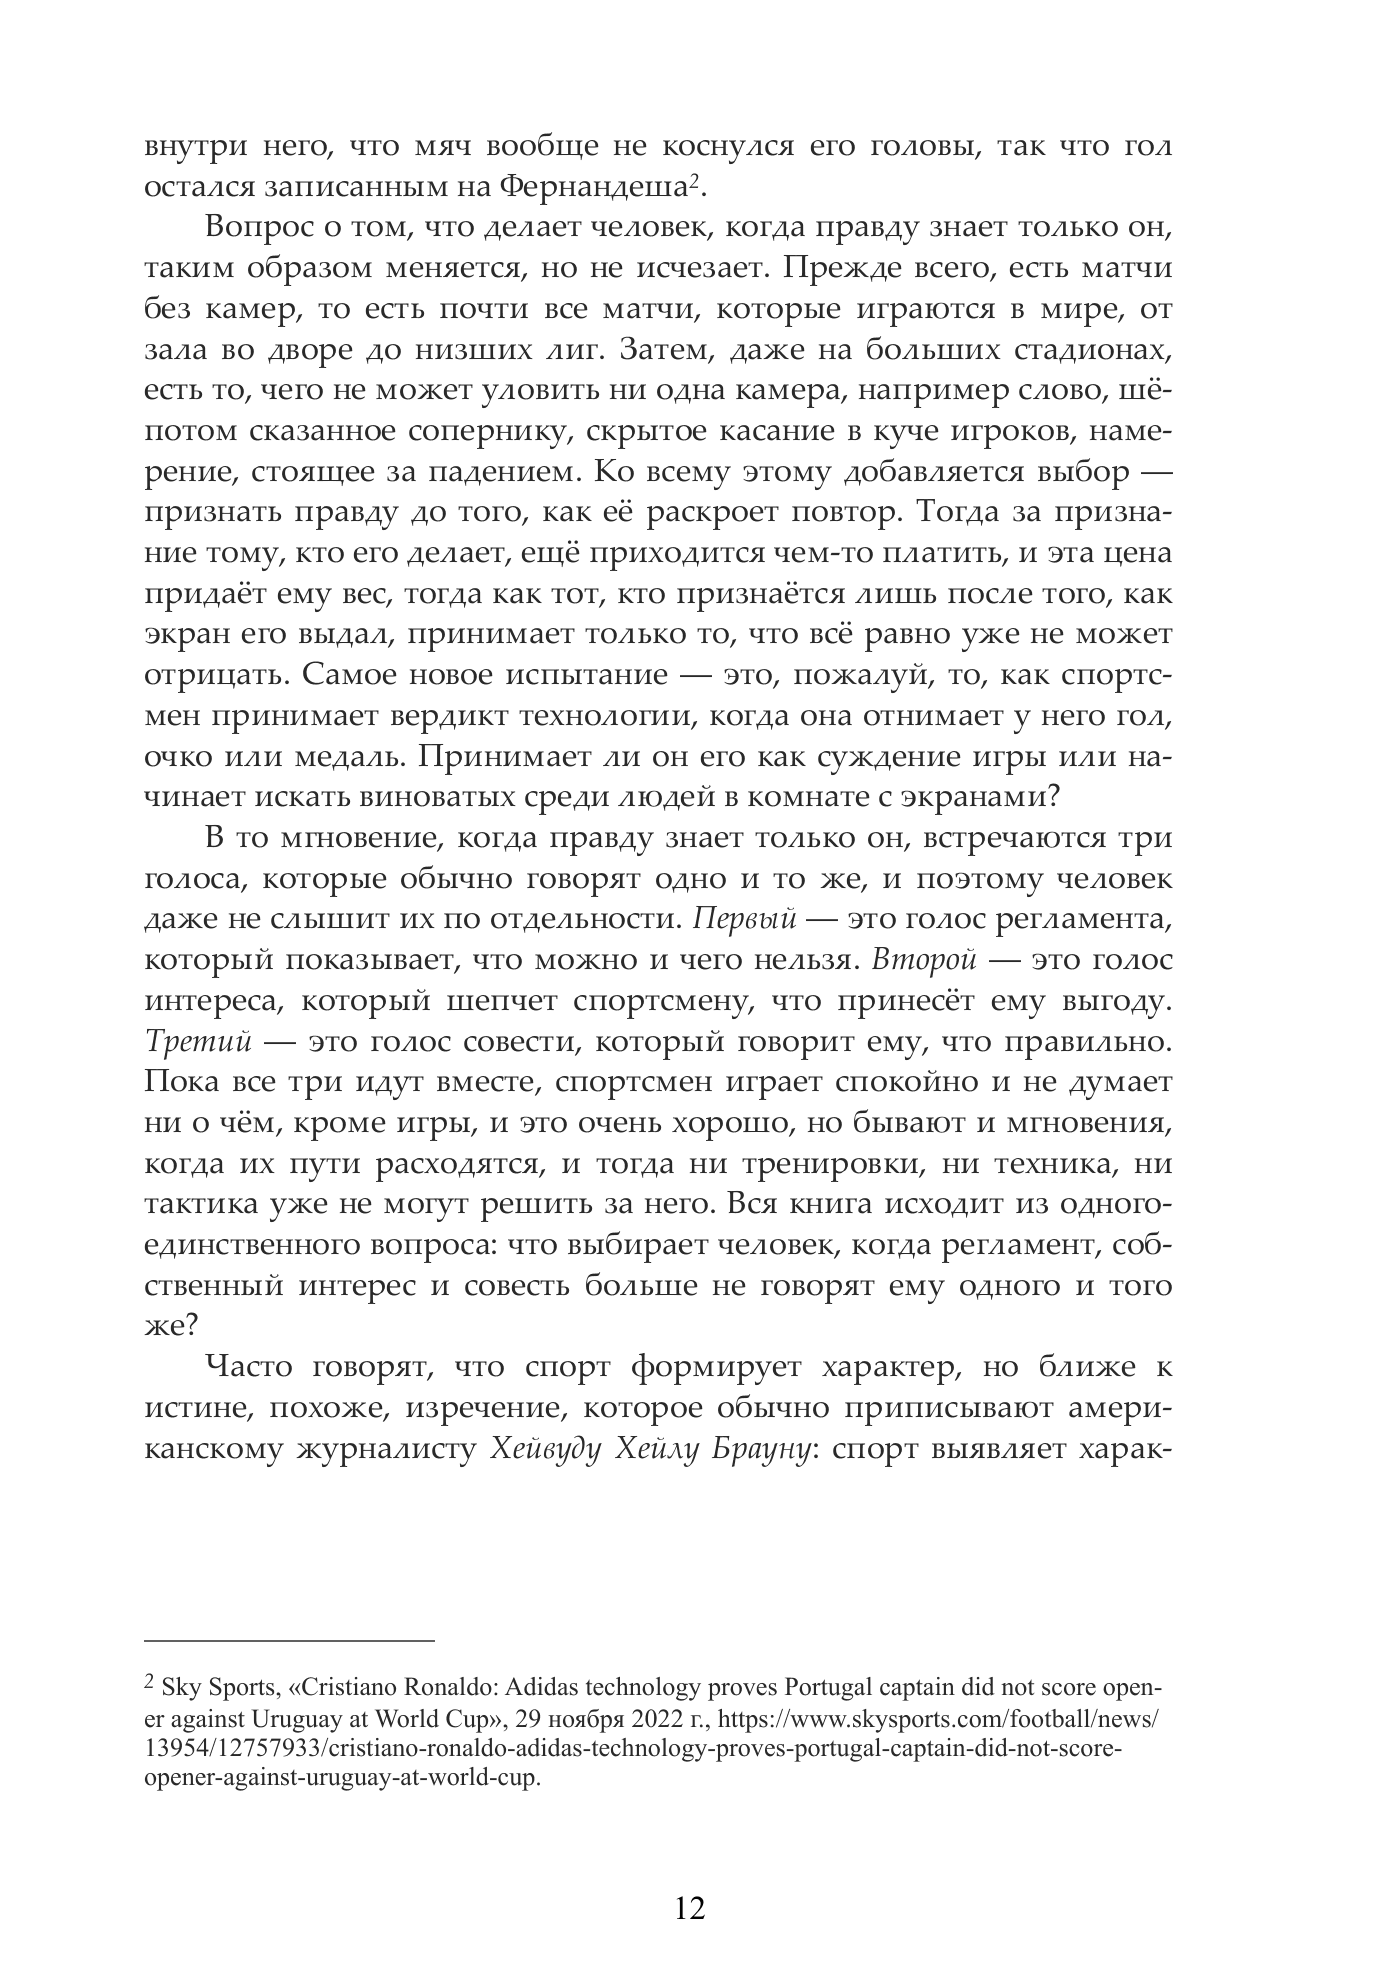 внутри него, что мяч вообще не коснулся его головы, так что гол
остался записанным на Фернандеша².
Вопрос о том, что делает человек, когда правду знает только он,
таким образом меняется, но не исчезает. Прежде всего, есть матчи
без камер, то есть почти все матчи, которые играются в мире, от
зала во дворе до низших лиг. Затем, даже на больших стадионах,
есть то, чего не может уловить ни одна камера, например слово, шё-
потом сказанное сопернику, скрытое касание в куче игроков, наме-
рение, стоящее за падением. Ко всему этому добавляется выбор —
признать правду до того, как её раскроет повтор. Тогда за призна-
ние тому, кто его делает, ещё приходится чем-то платить, и эта цена
придаёт ему вес, тогда как тот, кто признаётся лишь после того, как
экран его выдал, принимает только то, что всё равно уже не может
отрицать. Самое новое испытание — это, пожалуй, то, как спортс-
мен принимает вердикт технологии, когда она отнимает у него гол,
очко или медаль. Принимает ли он его как суждение игры или на-
чинает искать виноватых среди людей в комнате с экранами?
В то мгновение, когда правду знает только он, встречаются три
голоса, которые обычно говорят одно и то же, и поэтому человек
даже не слышит их по отдельности. Первый — это голос регламента,
который показывает, что можно и чего нельзя. Второй — это голос
интереса, который шепчет спортсмену, что принесёт ему выгоду.
Третий — это голос совести, который говорит ему, что правильно.
Пока все три идут вместе, спортсмен играет спокойно и не думает
ни о чём, кроме игры, и это очень хорошо, но бывают и мгновения,
когда их пути расходятся, и тогда ни тренировки, ни техника, ни
тактика уже не могут решить за него. Вся книга исходит из одного-
единственного вопроса: что выбирает человек, когда регламент, соб-
ственный интерес и совесть больше не говорят ему одного и того
же?
Часто говорят, что спорт формирует характер, но ближе к
истине, похоже, изречение, которое обычно приписывают амери-
канскому журналисту Хейвуду Хейлу Брауну: спорт выявляет харак-
2 Sky Sports, «Cristiano Ronaldo: Adidas technology proves Portugal captain did not score open-
er against Uruguay at World Cup», 29 ноября 2022 г., https://www.skysports.com/football/news/
13954/12757933/cristiano-ronaldo-adidas-technology-proves-portugal-captain-did-not-score-
opener-against-uruguay-at-world-cup.
12